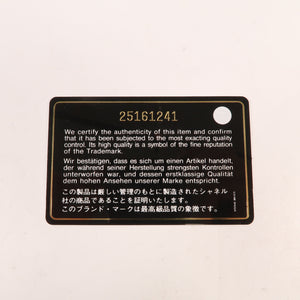 25161241
We certify the authenticity of this item and confirm
that it has been subjected to the most exacting quality
control. Its high quality is a symbol of the fine reputation
of the Trademark.
Wir bestätigen, dass es sich um einen Artikel handelt,
der während seiner Herstellung strengsten Kontrollen
unterworfen war, und dessen erstklassige Qualität
dem hohen Ansehen unserer Marke entspricht.
この製品は厳しい管理のもとに製造されたシャネル
社の商品であることを証明いたします。
このブランド・マークは最高級品質の象徴です。